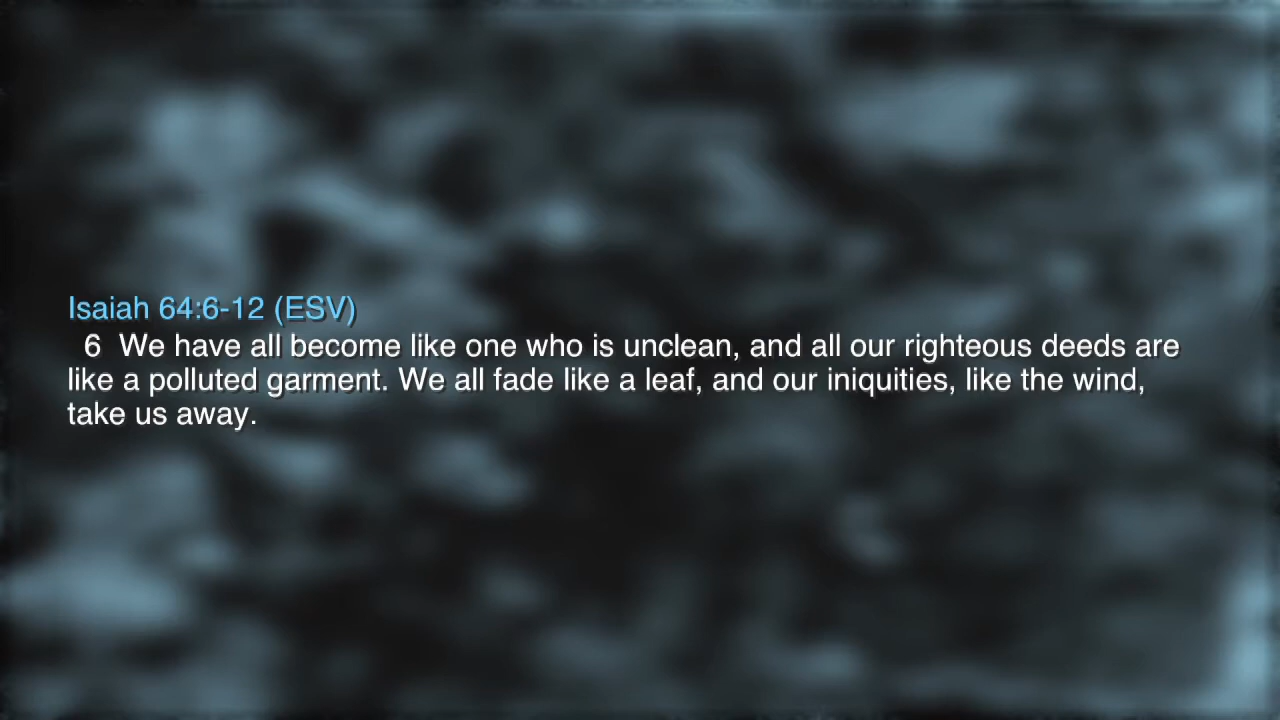 Isaiah 64:6-12 (ESV)
6 We have all become like one who is unclean, and all our righteous deeds are
like a polluted garment. We all fade like a leaf, and our iniquities, like the wind,
take us away.